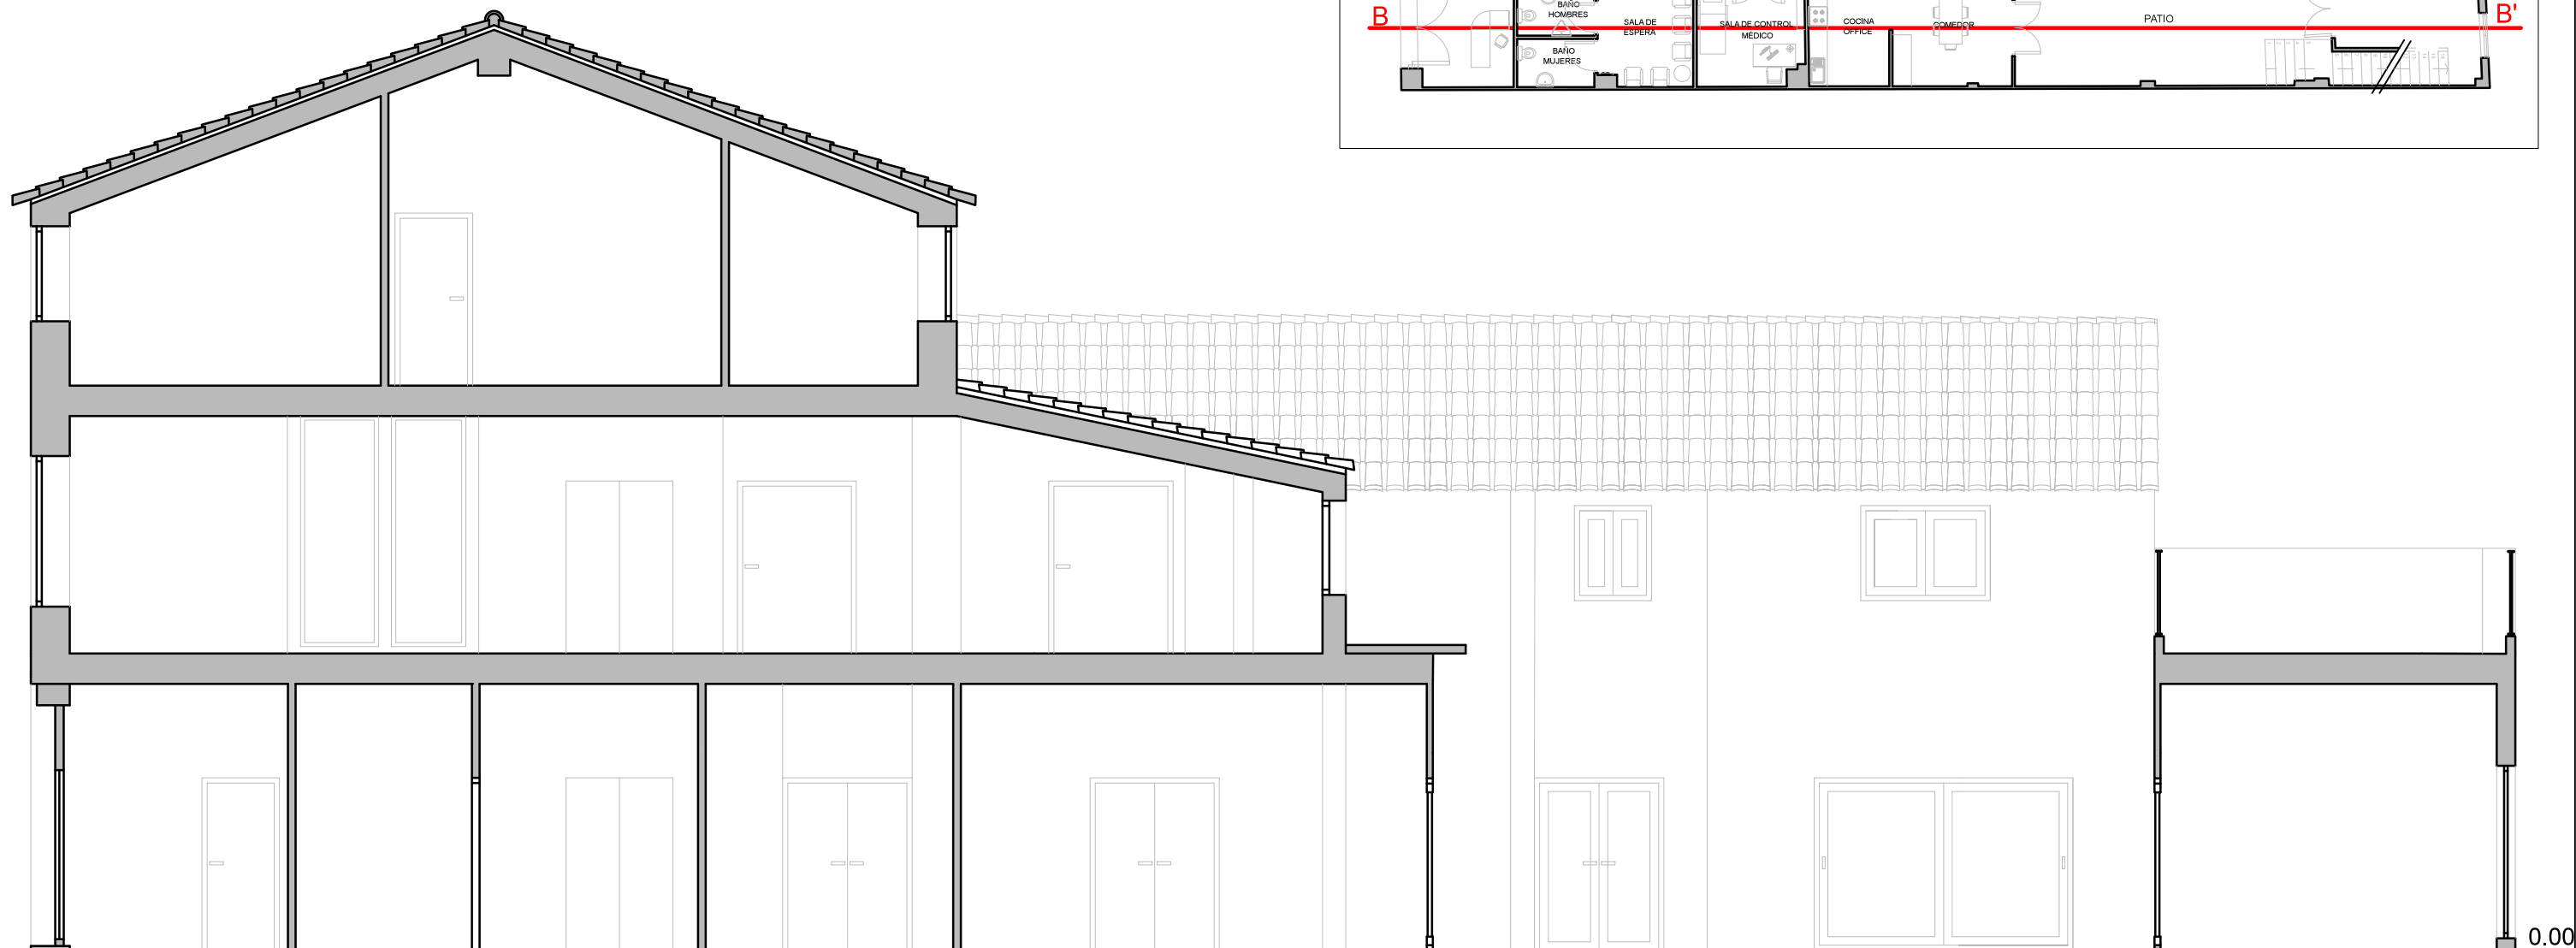 B
BAÑO
HOMBRES
BAÑO
MUJERES
SALA DE
ESPERA
SALA DE CONTROL
MÉDICO
COCINA
OFFICE
COMEDOR
PATIO
B'
0.00